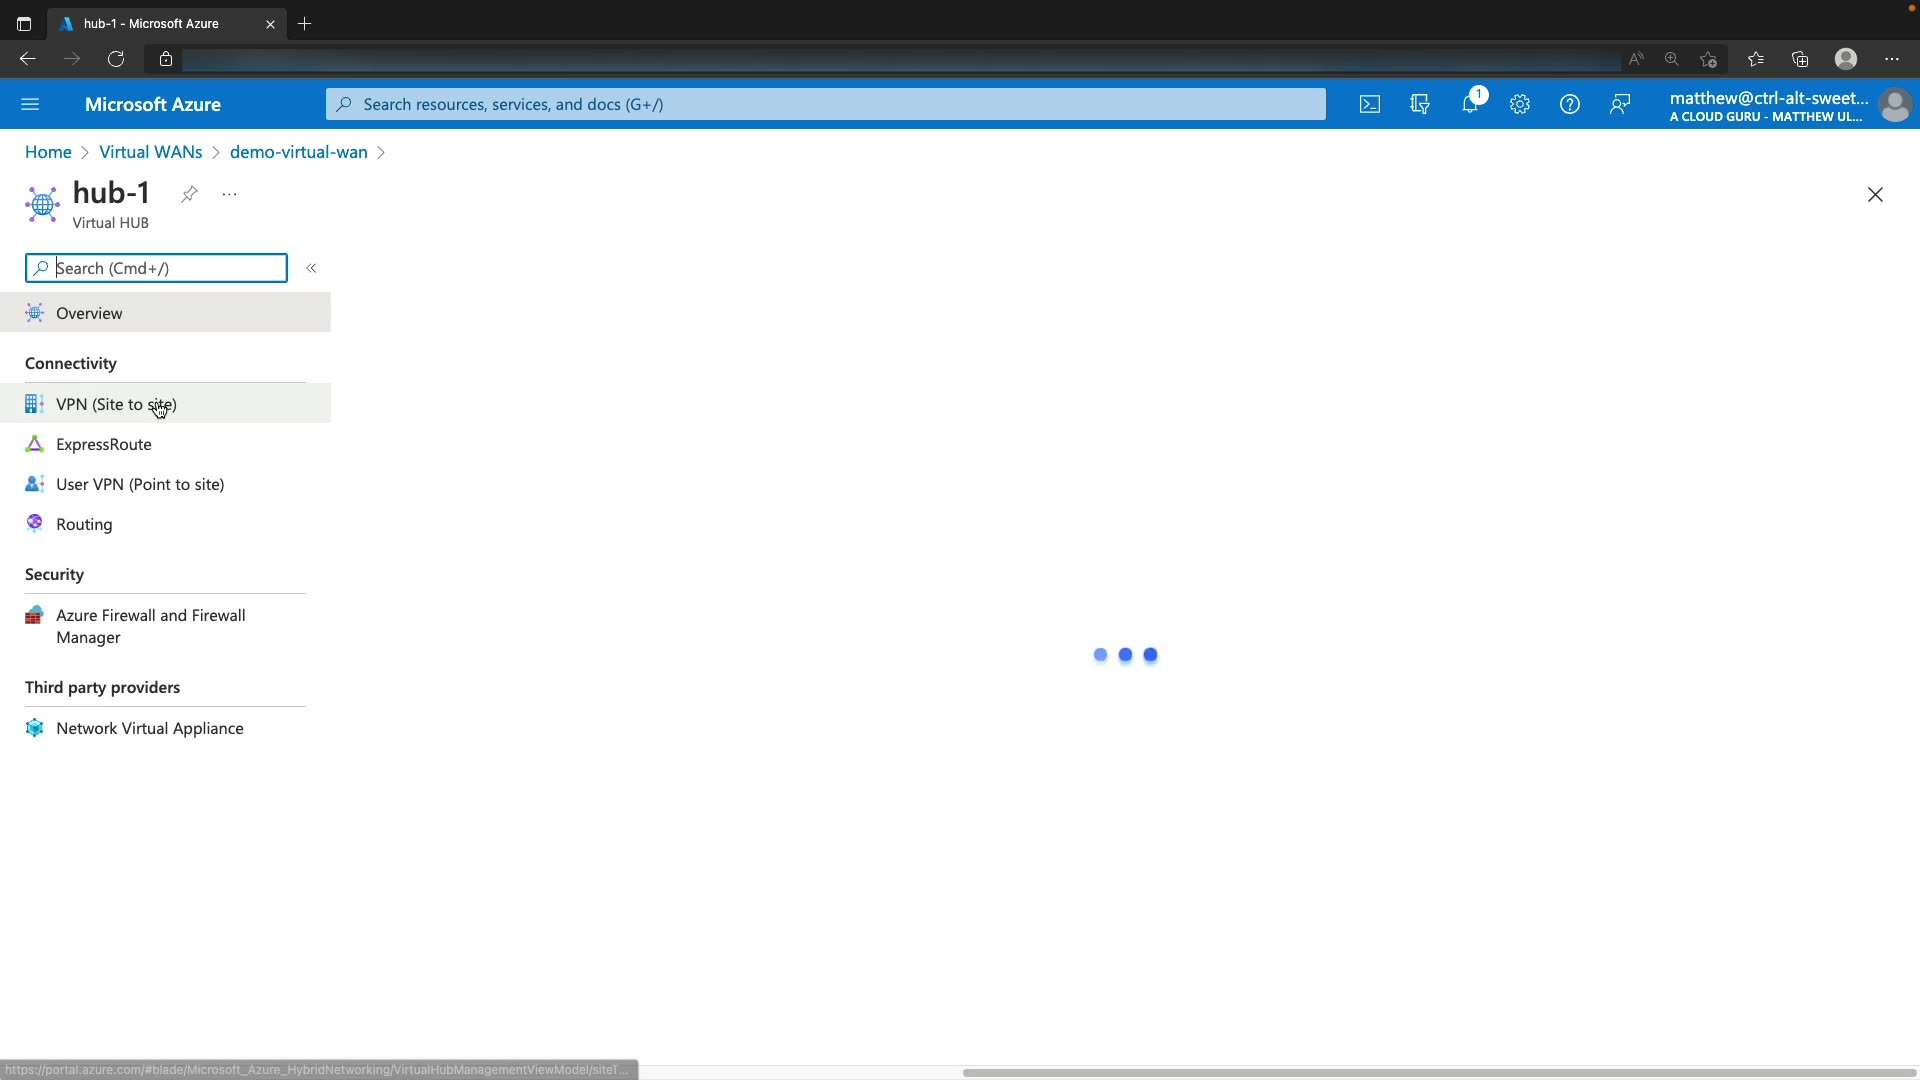 hub-1 - Microsoft Azure
Microsoft Azure
Search resources, services, and docs (G+/)
1
matthew@ctrl-alt-sweet...
A CLOUD GURU - MATTHEW UL...
Home > Virtual WANs > demo-virtual-wan >
hub-1
Virtual HUB
Search (Cmd+/)
Overview
Connectivity
VPN (Site to site)
ExpressRoute
User VPN (Point to site)
Routing
Security
Azure Firewall and Firewall
Manager
Third party providers
Network Virtual Appliance
https://portal.azure.com/#blade/Microsoft_Azure_HybridNetworking/VirtualHubManagementViewModel/siteT...